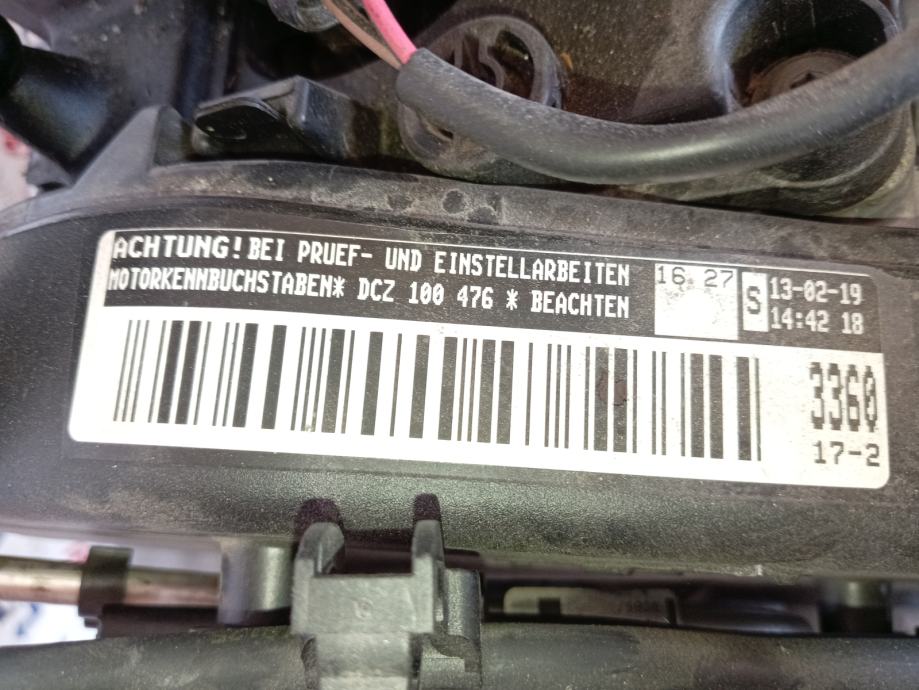 ACHTUNG! BEI PRUEF- UND EINSTELLARBEITEN
MOTORKENNBUCHSTABEN* DCZ 100 476 * BEACHTEN
16 27
S
13-02-19
14:42 18
3360
17-2